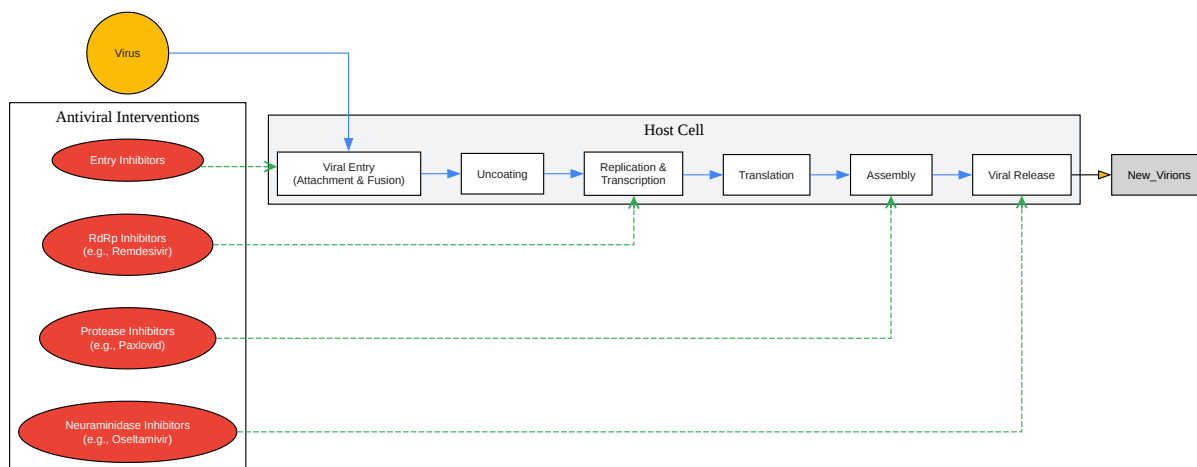 Virus
Antiviral Interventions
Entry Inhibitors
RdRp Inhibitors
(e.g., Remdesivir)
Protease Inhibitors
(e.g., Paxlovid)
Neuraminidase Inhibitors
(e.g., Oseltamivir)
Host Cell
Viral Entry
(Attachment & Fusion)
Uncoating
Replication &
Transcription
Translation
Assembly
Viral Release
New_Virions